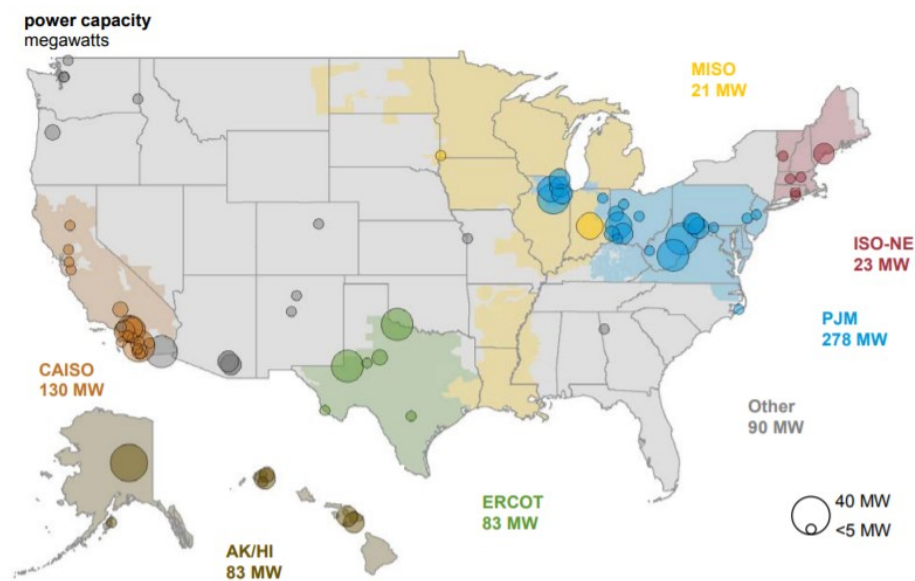 power capacity
megawatts
MISO
21 MW
ISO-NE
23 MW
PJM
278 MW
CAISO
130 MW
Other
90 MW
ERCOT
83 MW
40 MW
<5 MW
AK/HI
83 MW